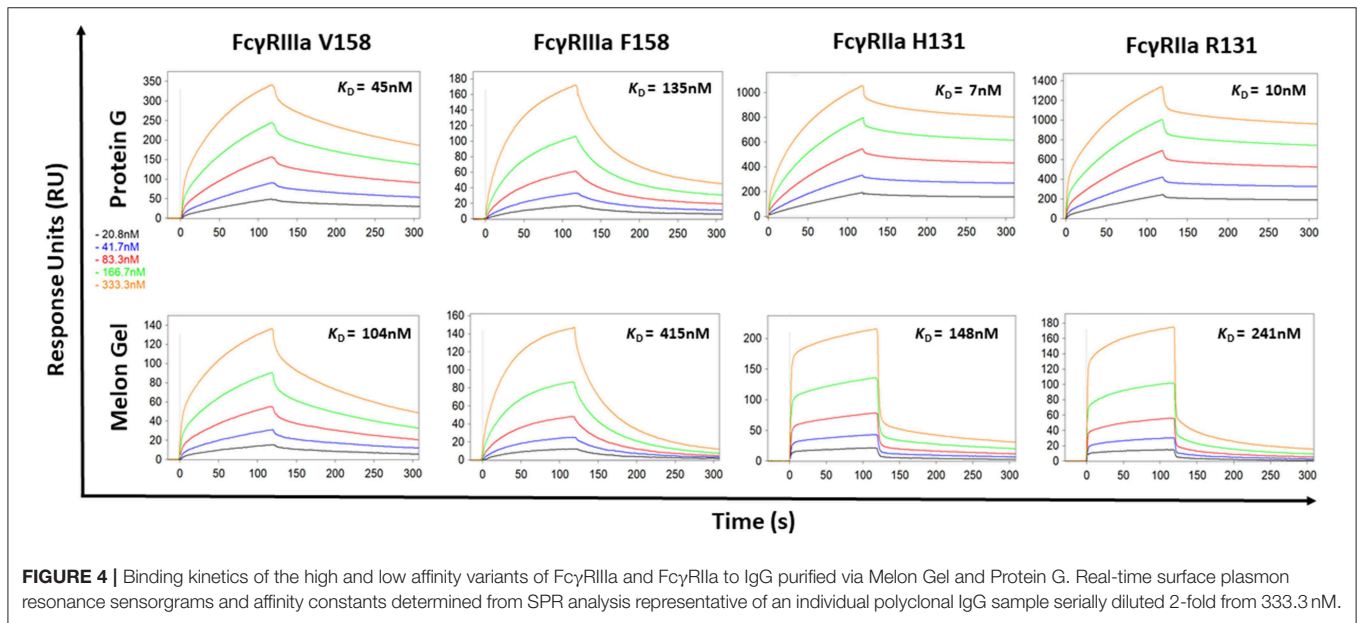 FcγRIIIa V158
FcγRIIIa F158
FcγRIIa H131
FcγRIIa R131
Response Units (RU)
Protein G
350
300
250
200
150
100
50
0
0 50 100 150 200 250 300
KD = 45nM
180
160
140
120
100
80
60
40
20
0
0 50 100 150 200 250 300
KD = 135nM
1000
800
600
400
200
0
0 50 100 150 200 250 300
KD = 7nM
1400
1200
1000
800
600
400
200
0
0 50 100 150 200 250 300
KD = 10nM
- 20.8nM
- 41.7nM
- 83.3nM
- 166.7nM
- 333.3nM
Melon Gel
140
120
100
80
60
40
20
0
0 50 100 150 200 250 300
KD = 104nM
160
140
120
100
80
60
40
20
0
0 50 100 150 200 250 300
KD = 415nM
200
150
100
50
0
0 50 100 150 200 250 300
KD = 148nM
180
160
140
120
100
80
60
40
20
0
0 50 100 150 200 250 300
KD = 241nM
Time (s)
FIGURE 4 | Binding kinetics of the high and low affinity variants of FcγRIIIa and FcγRIIa to IgG purified via Melon Gel and Protein G. Real-time surface plasmon
resonance sensorgrams and affinity constants determined from SPR analysis representative of an individual polyclonal IgG sample serially diluted 2-fold from 333.3 nM.